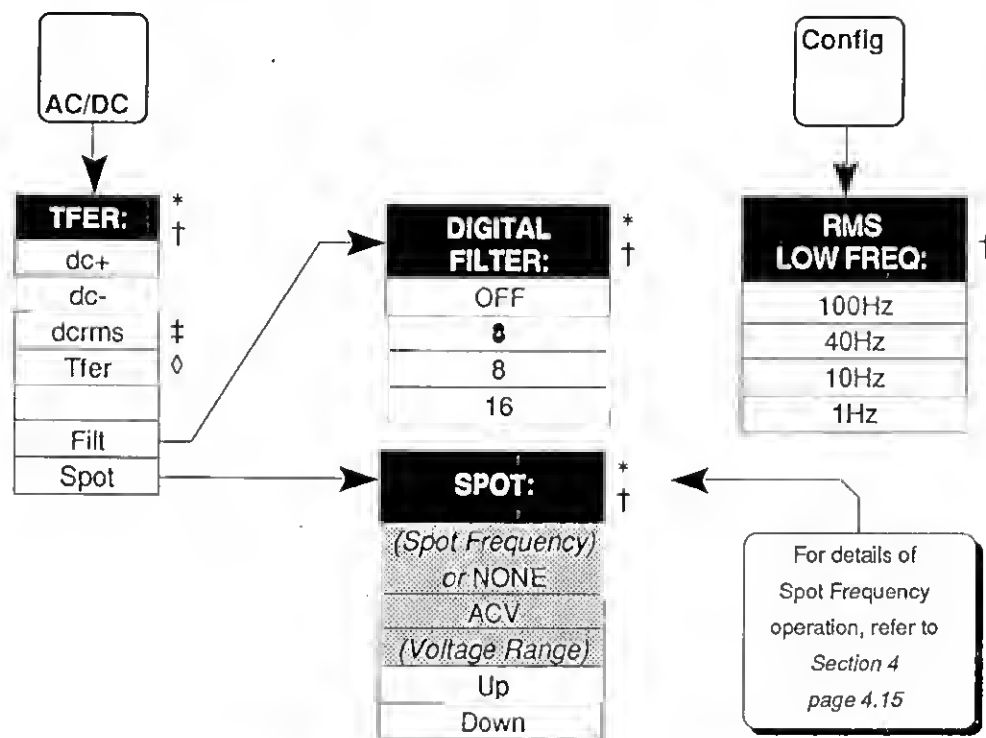 AC/DC
Config
TFER:
*
†
dc+
dc-
dcrms
‡
Tfer
◊
Filt
Spot
DIGITAL
FILTER:
*
†
OFF
8
8
16
RMS
LOW FREQ:
†
100Hz
40Hz
10Hz
1Hz
SPOT:
*
†
(Spot Frequency)
or NONE
ACV
(Voltage Range)
Up
Down
For details of
Spot Frequency
operation, refer to
Section 4
page 4.15